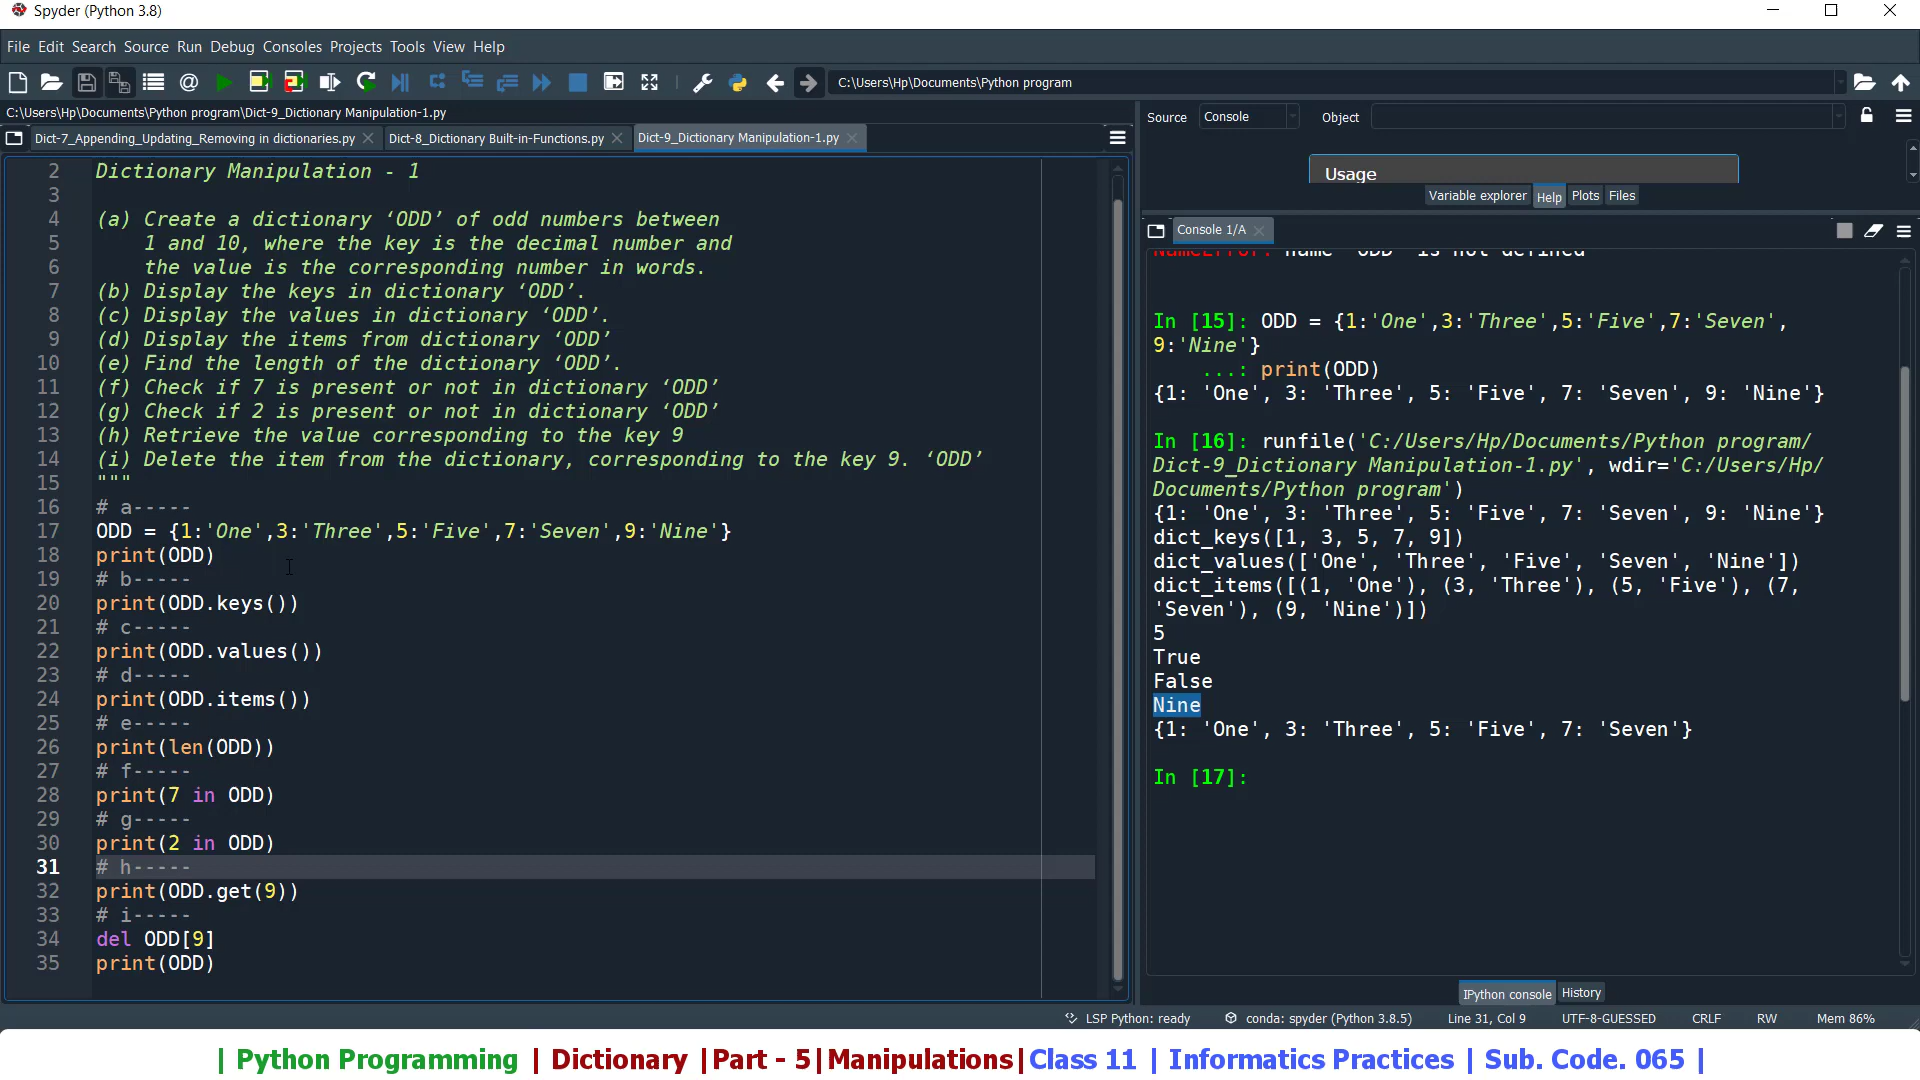 Spyder (Python 3.8)
File Edit Search Source Run Debug Consoles Projects Tools View Help
C:\Users\Hp\Documents\Python program
C:\Users\Hp\Documents\Python program\Dict-9_Dictionary Manipulation-1.py
Dict-7_Appending_Updating_Removing in dictionaries.py Dict-8_Dictionary Built-in-Functions.py Dict-9_Dictionary Manipulation-1.py
2 Dictionary Manipulation - 1
3
4 (a) Create a dictionary ‘ODD’ of odd numbers between
5 1 and 10, where the key is the decimal number and
6 the value is the corresponding number in words.
7 (b) Display the keys in dictionary ‘ODD’.
8 (c) Display the values in dictionary ‘ODD’.
9 (d) Display the items from dictionary ‘ODD’
10 (e) Find the length of the dictionary ‘ODD’.
11 (f) Check if 7 is present or not in dictionary ‘ODD’
12 (g) Check if 2 is present or not in dictionary ‘ODD’
13 (h) Retrieve the value corresponding to the key 9
14 (i) Delete the item from the dictionary, corresponding to the key 9. ‘ODD’
15 """
16 # a-----
17 ODD = {1:'One',3:'Three',5:'Five',7:'Seven',9:'Nine'}
18 print(ODD)
19 # b-----
20 print(ODD.keys())
21 # c-----
22 print(ODD.values())
23 # d-----
24 print(ODD.items())
25 # e-----
26 print(len(ODD))
27 # f-----
28 print(7 in ODD)
29 # g-----
30 print(2 in ODD)
31 # h-----
32 print(ODD.get(9))
33 # i-----
34 del ODD[9]
35 print(ODD)
Source Console Object
Usage
Variable explorer Help Plots Files
Console 1/A
NameError: name 'ODD' is not defined
In [15]: ODD = {1:'One',3:'Three',5:'Five',7:'Seven',
9:'Nine'}
...: print(ODD)
{1: 'One', 3: 'Three', 5: 'Five', 7: 'Seven', 9: 'Nine'}
In [16]: runfile('C:/Users/Hp/Documents/Python program/
Dict-9_Dictionary Manipulation-1.py', wdir='C:/Users/Hp/
Documents/Python program')
{1: 'One', 3: 'Three', 5: 'Five', 7: 'Seven', 9: 'Nine'}
dict_keys([1, 3, 5, 7, 9])
dict_values(['One', 'Three', 'Five', 'Seven', 'Nine'])
dict_items([(1, 'One'), (3, 'Three'), (5, 'Five'), (7,
'Seven'), (9, 'Nine')])
5
True
False
Nine
{1: 'One', 3: 'Three', 5: 'Five', 7: 'Seven'}
In [17]:
IPython console History
LSP Python: ready conda: spyder (Python 3.8.5) Line 31, Col 9 UTF-8-GUESSED CRLF RW Mem 86%
| Python Programming | Dictionary |Part - 5|Manipulations|Class 11 | Informatics Practices | Sub. Code. 065 |